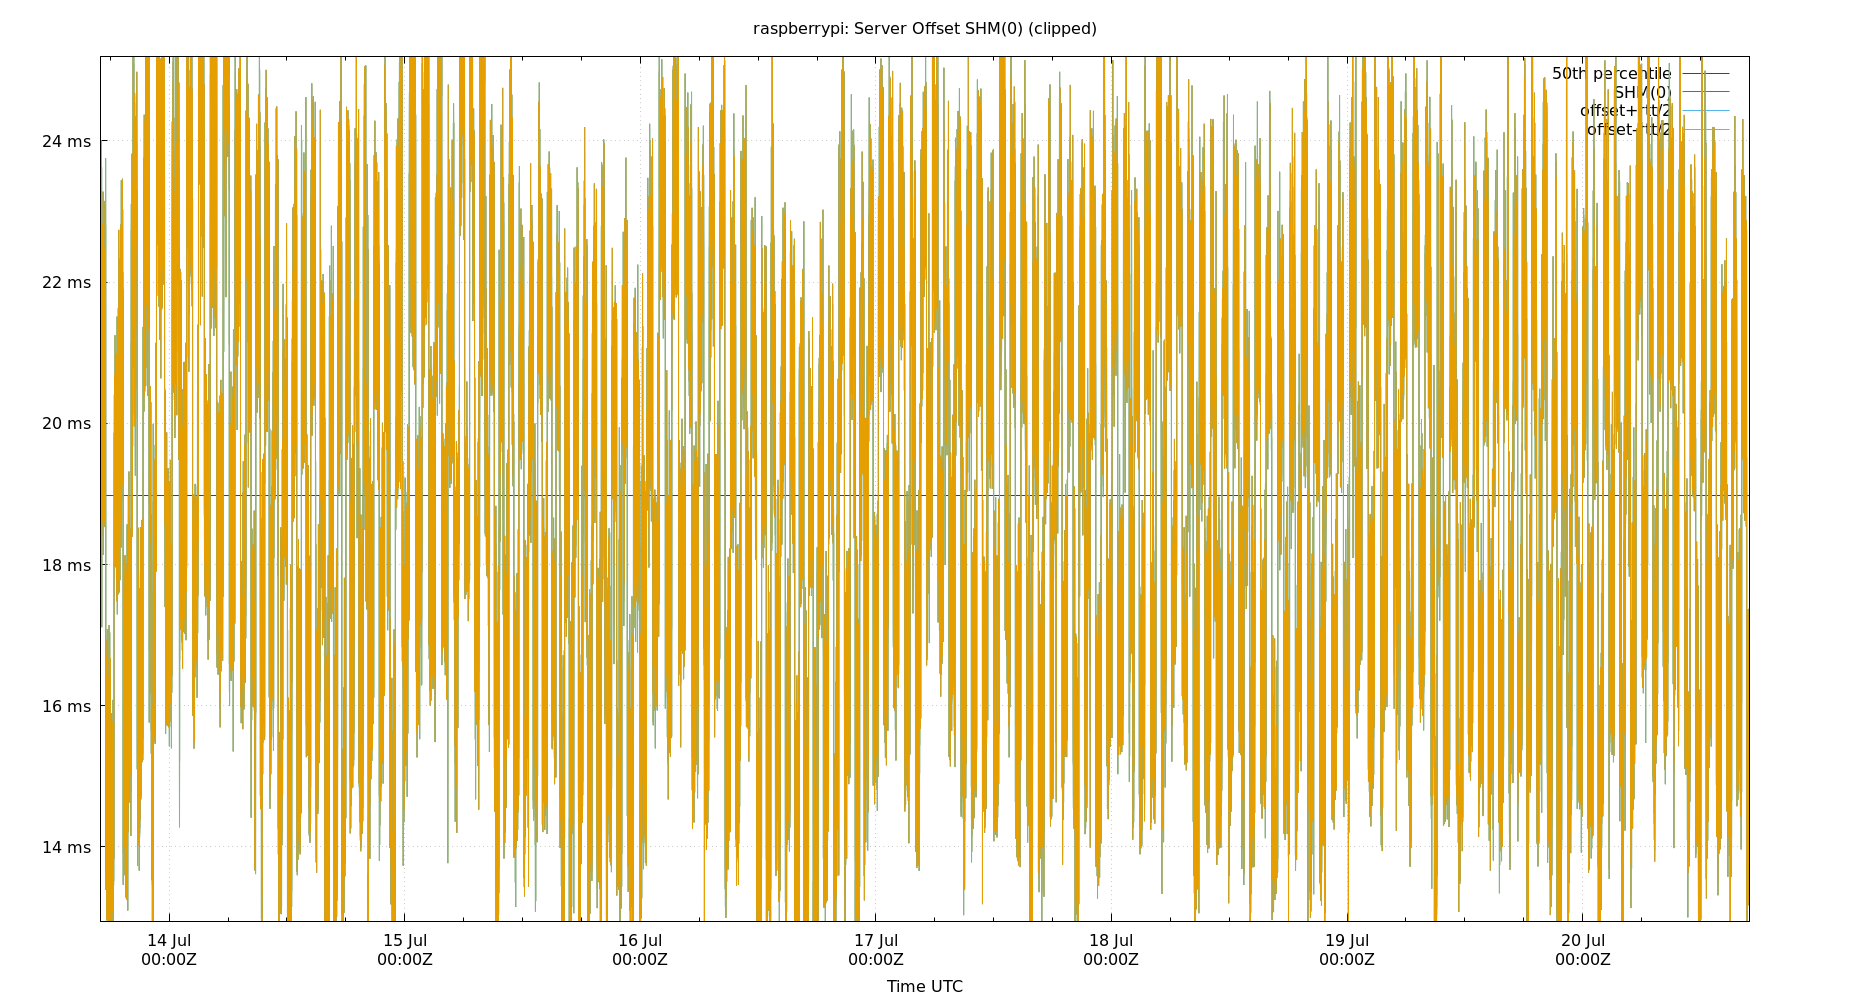 raspberrypi: Server Offset SHM(0) (clipped)
50th percentile
SHM(0)
offset+rtt/2
offset-rtt/2
24 ms
22 ms
20 ms
18 ms
16 ms
14 ms
14 Jul
00:00Z
15 Jul
00:00Z
16 Jul
00:00Z
17 Jul
00:00Z
18 Jul
00:00Z
19 Jul
00:00Z
20 Jul
00:00Z
Time UTC